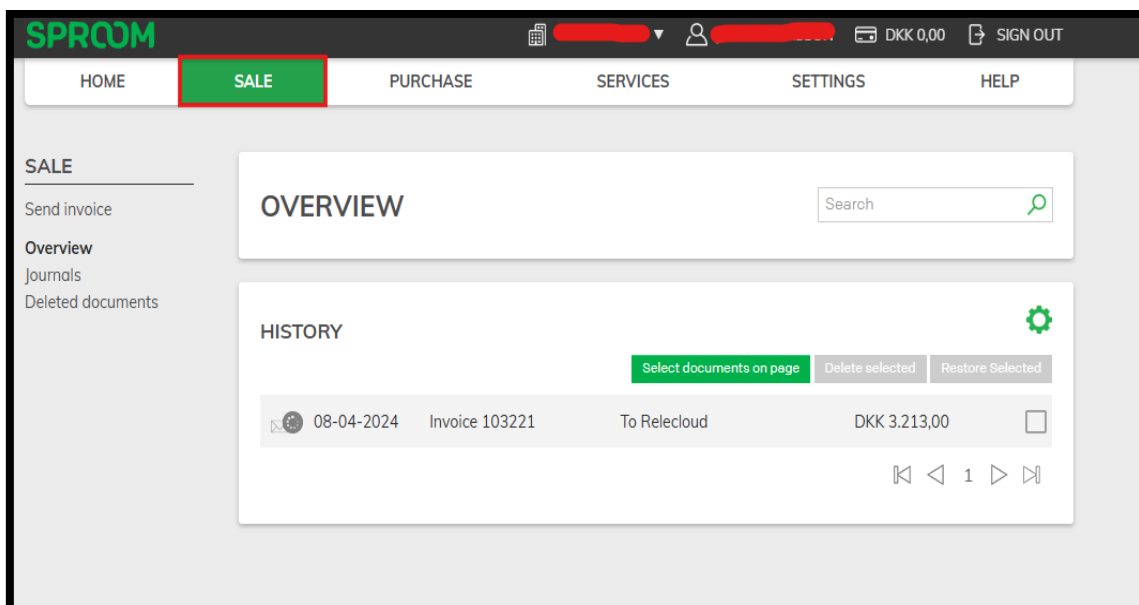 SPROOM
DKK 0,00 SIGN OUT
HOME SALE PURCHASE SERVICES SETTINGS HELP
SALE
Send invoice
Overview
Journals
Deleted documents
OVERVIEW
Search
HISTORY
Select documents on page Delete selected Restore Selected
08-04-2024 Invoice 103221 To Relecloud DKK 3.213,00
1